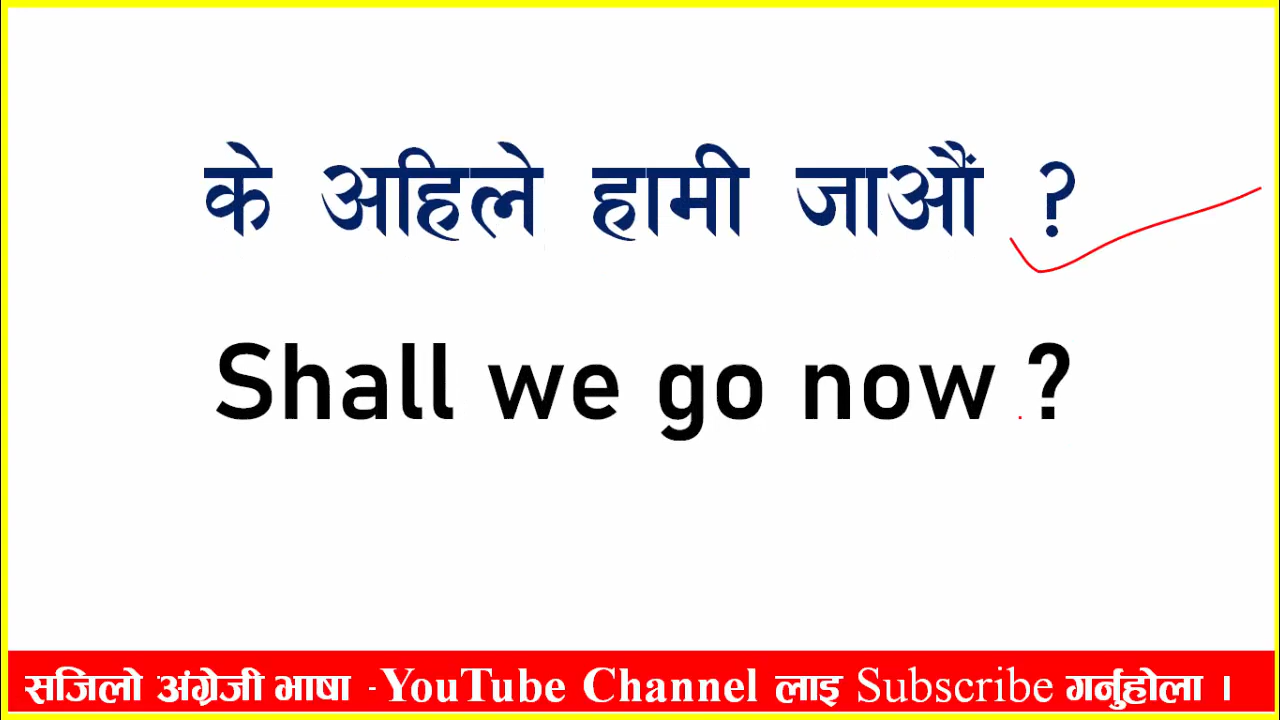 के अहिले हामी जाऔं ?
Shall we go now ?
सजिलो अंग्रेजी भाषा -YouTube Channel लाइ Subscribe गर्नुहोला ।